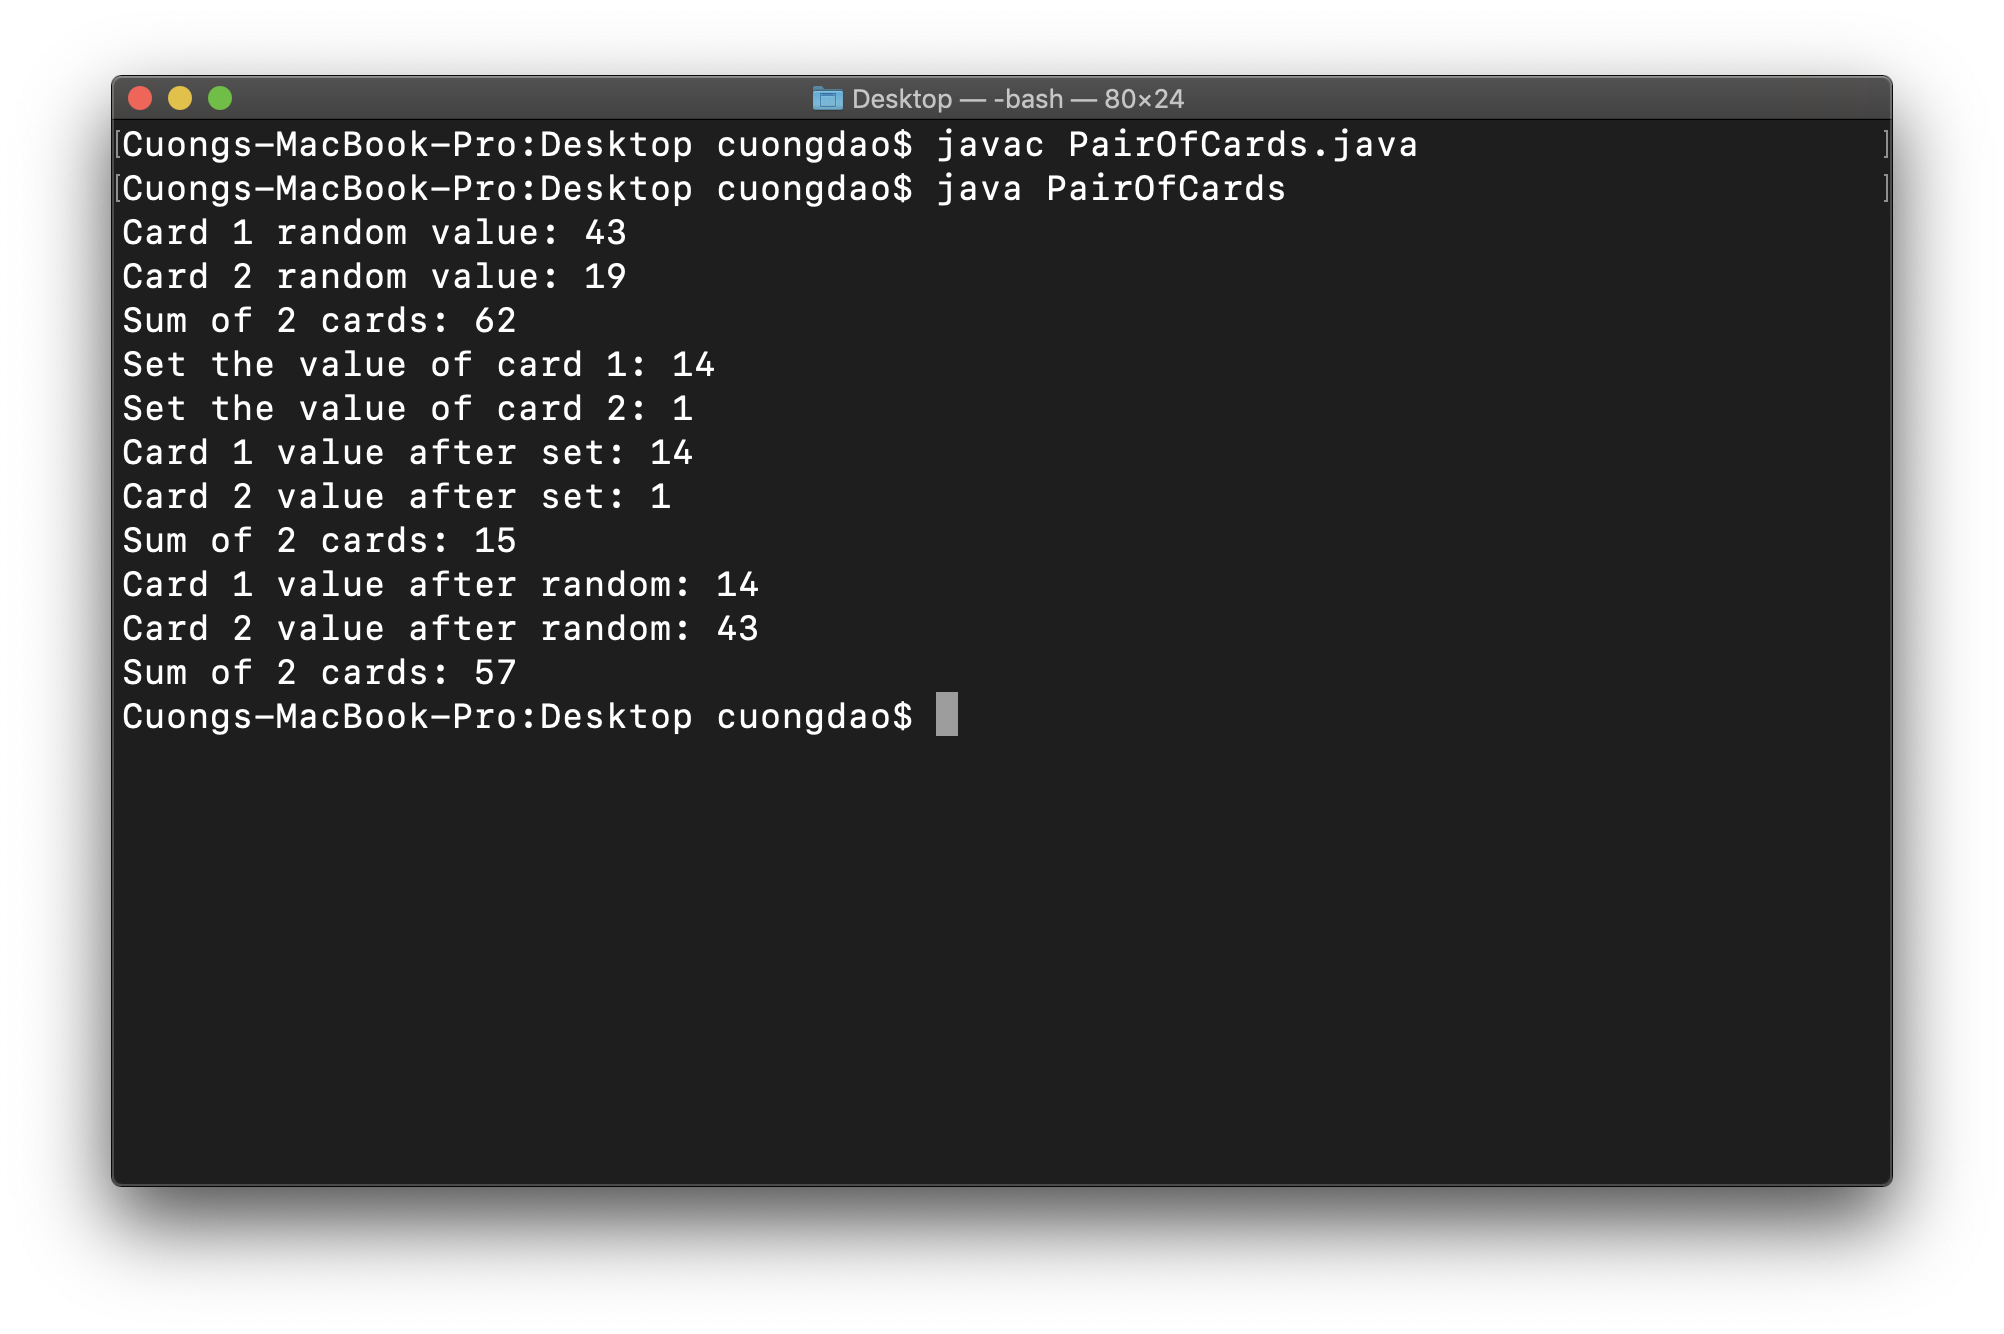 Desktop — -bash — 80×24
[Cuongs-MacBook-Pro:Desktop cuongdao$ javac PairOfCards.java ]
[Cuongs-MacBook-Pro:Desktop cuongdao$ java PairOfCards ]
Card 1 random value: 43
Card 2 random value: 19
Sum of 2 cards: 62
Set the value of card 1: 14
Set the value of card 2: 1
Card 1 value after set: 14
Card 2 value after set: 1
Sum of 2 cards: 15
Card 1 value after random: 14
Card 2 value after random: 43
Sum of 2 cards: 57
Cuongs-MacBook-Pro:Desktop cuongdao$